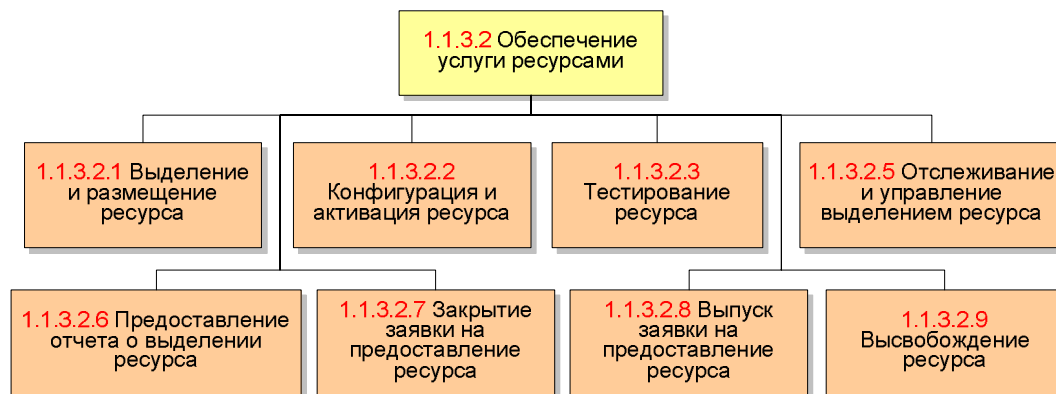 1.1.3.2 Обеспечение
услуги ресурсами
1.1.3.2.1 Выделение
и размещение
ресурса
1.1.3.2.2
Конфигурация и
активация ресурса
1.1.3.2.3
Тестирование
ресурса
1.1.3.2.5 Отслеживание
и управление
выделением ресурса
1.1.3.2.6 Предоставление
отчета о выделении
ресурса
1.1.3.2.7 Закрытие
заявки на
предоставление
ресурса
1.1.3.2.8 Выпуск
заявки на
предоставление
ресурса
1.1.3.2.9
Высвобождение
ресурса